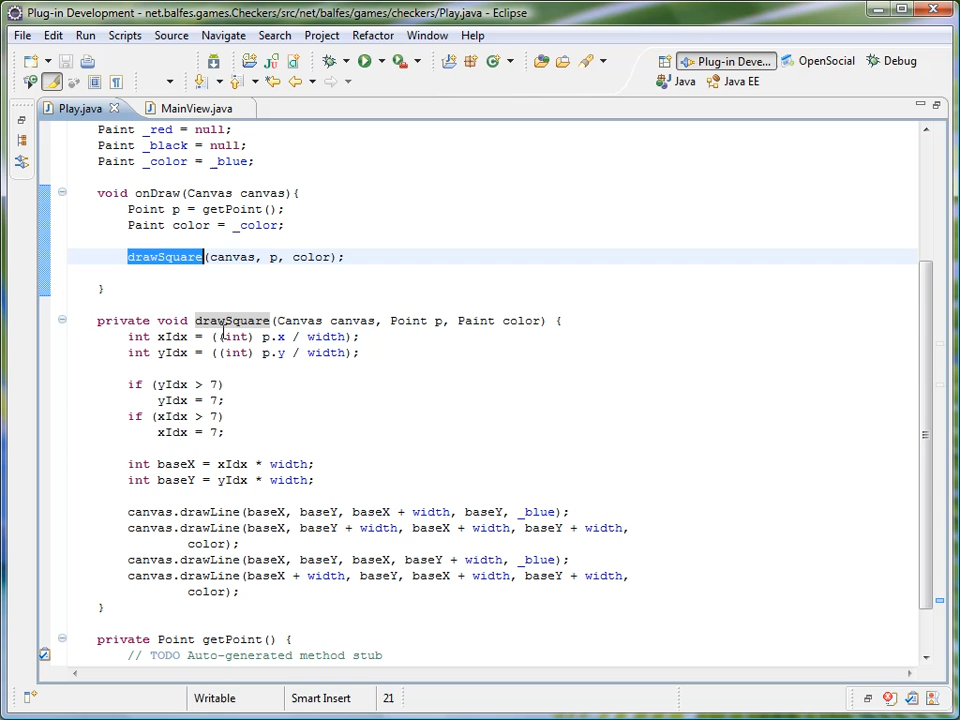 Plug-in Development - net.balfes.games.Checkers/src/net/balfes/games/checkers/Play.java - Eclipse
File Edit Run Scripts Source Navigate Search Project Refactor Window Help
Plug-in Deve... OpenSocial Debug
Java Java EE
Play.java MainView.java
Paint _red = null;
Paint _black = null;
Paint _color = _blue;
void onDraw(Canvas canvas){
Point p = getPoint();
Paint color = _color;
drawSquare(canvas, p, color);
}
private void drawSquare(Canvas canvas, Point p, Paint color) {
int xIdx = ((int) p.x / width);
int yIdx = ((int) p.y / width);
if (yIdx > 7)
yIdx = 7;
if (xIdx > 7)
xIdx = 7;
int baseX = xIdx * width;
int baseY = yIdx * width;
canvas.drawLine(baseX, baseY, baseX + width, baseY, _blue);
canvas.drawLine(baseX, baseY + width, baseX + width, baseY + width,
color);
canvas.drawLine(baseX, baseY, baseX, baseY + width, _blue);
canvas.drawLine(baseX + width, baseY, baseX + width, baseY + width,
color);
}
private Point getPoint() {
// TODO Auto-generated method stub
Writable Smart Insert 21